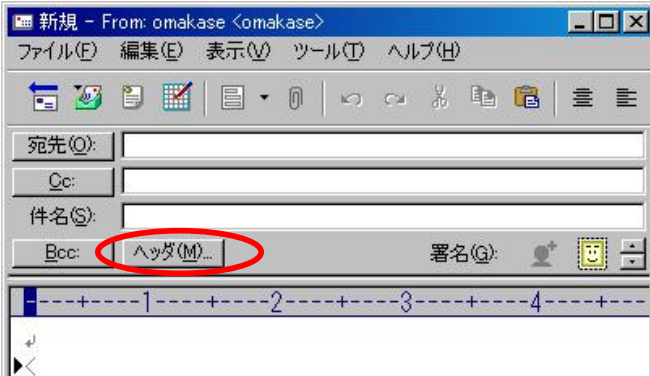 新規 - From: omakase <omakase>
ファイル(F) 編集(E) 表示(V) ツール(T) ヘルプ(H)
宛先(O):
Cc:
件名(S):
Bcc: ヘッダ(M)... 署名(G):
----+----1----+----2----+----3----+----4----+---